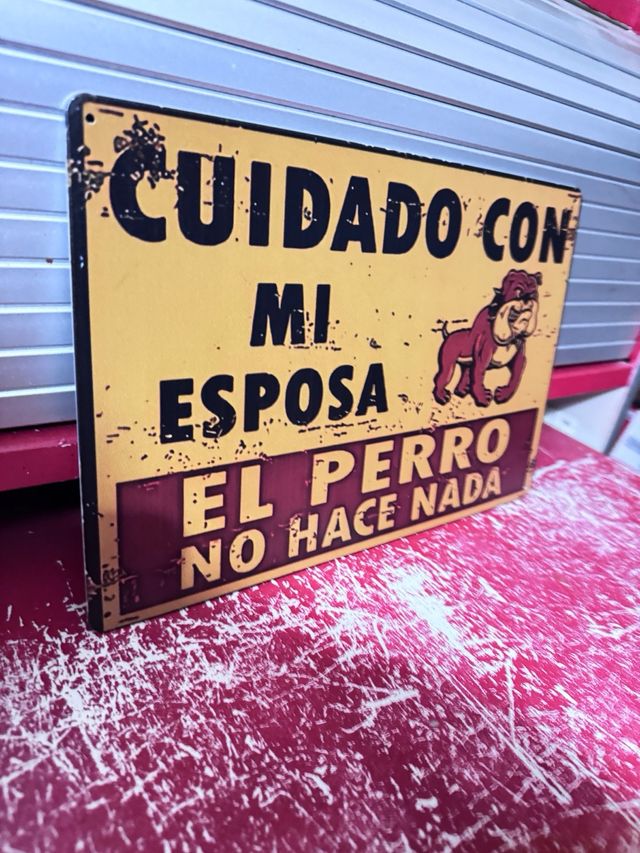 CUIDADO CON
MI
ESPOSA
EL PERRO
NO HACE NADA